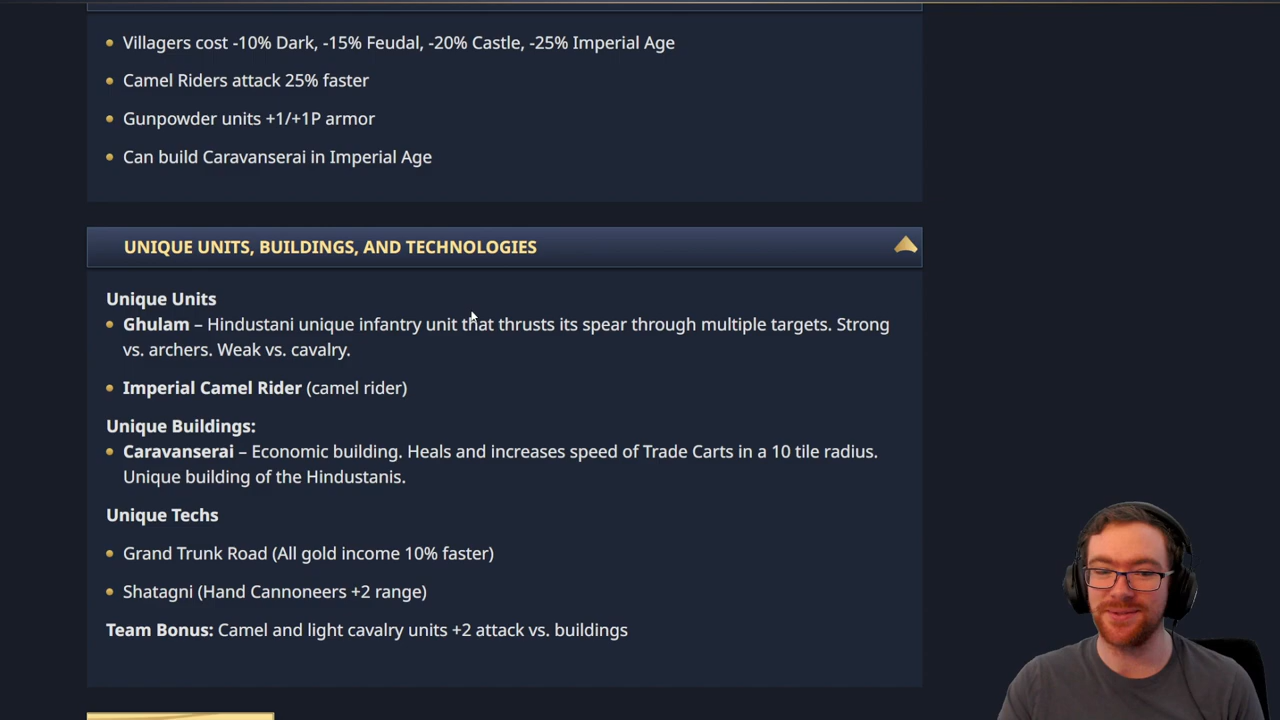 Villagers cost -10% Dark, -15% Feudal, -20% Castle, -25% Imperial Age
Camel Riders attack 25% faster
Gunpowder units +1/+1P armor
Can build Caravanserai in Imperial Age
UNIQUE UNITS, BUILDINGS, AND TECHNOLOGIES
Unique Units
Ghulam – Hindustani unique infantry unit that thrusts its spear through multiple targets. Strong
vs. archers. Weak vs. cavalry.
Imperial Camel Rider (camel rider)
Unique Buildings:
Caravanserai – Economic building. Heals and increases speed of Trade Carts in a 10 tile radius.
Unique building of the Hindustanis.
Unique Techs
Grand Trunk Road (All gold income 10% faster)
Shatagni (Hand Cannoneers +2 range)
Team Bonus: Camel and light cavalry units +2 attack vs. buildings